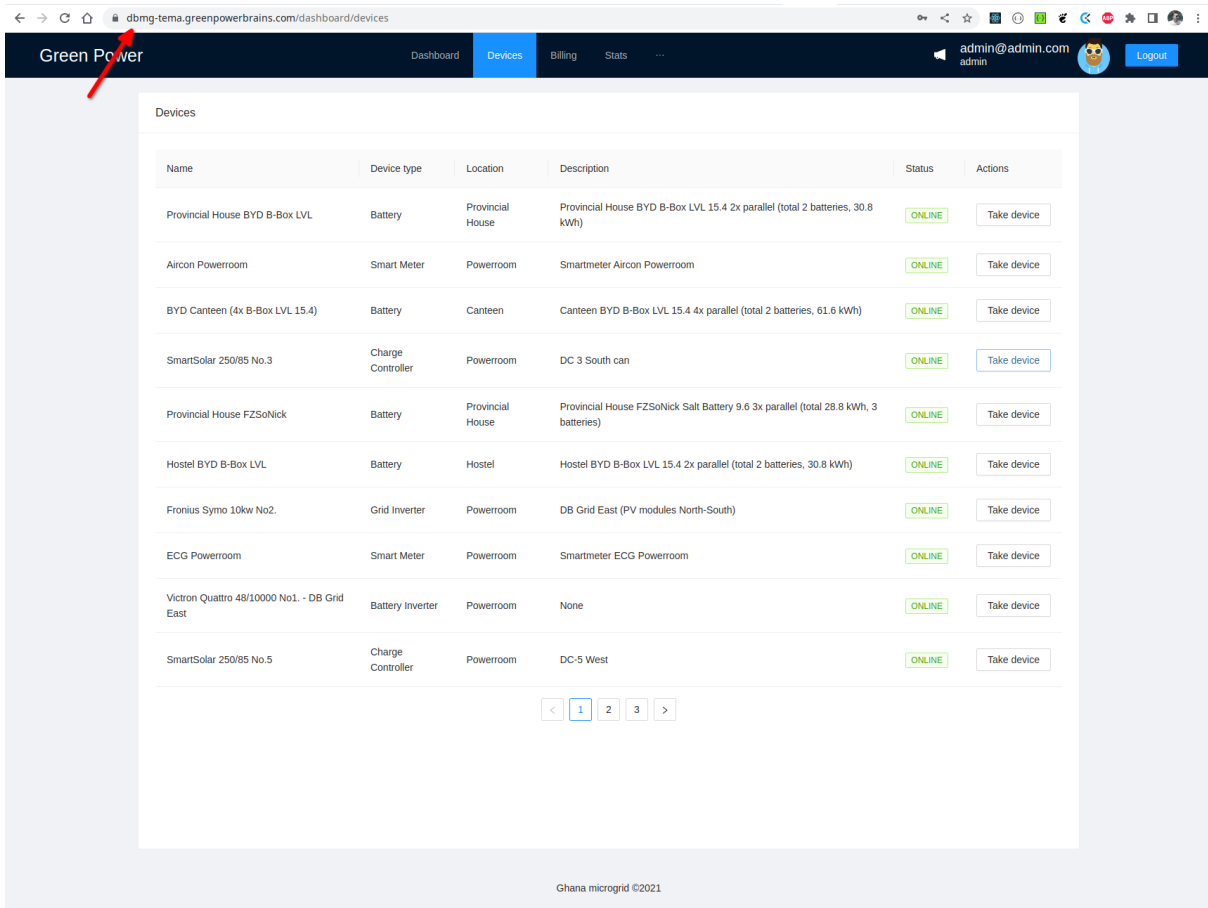 dbmg-tema.greenpowerbrains.com/dashboard/devices
Green Power Dashboard Devices Billing Stats ··· admin@admin.com Logout
admin
Devices
Name Device type Location Description Status Actions
Provincial House BYD B-Box LVL Battery Provincial House Provincial House BYD B-Box LVL 15.4 2x parallel (total 2 batteries, 30.8 kWh) ONLINE Take device
Aircon Powerroom Smart Meter Powerroom Smartmeter Aircon Powerroom ONLINE Take device
BYD Canteen (4x B-Box LVL 15.4) Battery Canteen Canteen BYD B-Box LVL 15.4 4x parallel (total 2 batteries, 61.6 kWh) ONLINE Take device
SmartSolar 250/85 No.3 Charge Controller Powerroom DC 3 South can ONLINE Take device
Provincial House FZSoNick Battery Provincial House Provincial House FZSoNick Salt Battery 9.6 3x parallel (total 28.8 kWh, 3 batteries) ONLINE Take device
Hostel BYD B-Box LVL Battery Hostel Hostel BYD B-Box LVL 15.4 2x parallel (total 2 batteries, 30.8 kWh) ONLINE Take device
Fronius Symo 10kw No2. Grid Inverter Powerroom DB Grid East (PV modules North-South) ONLINE Take device
ECG Powerroom Smart Meter Powerroom Smartmeter ECG Powerroom ONLINE Take device
Victron Quattro 48/10000 No1. - DB Grid East Battery Inverter Powerroom None ONLINE Take device
SmartSolar 250/85 No.5 Charge Controller Powerroom DC-5 West ONLINE Take device
< 1 2 3 >
Ghana microgrid ©2021